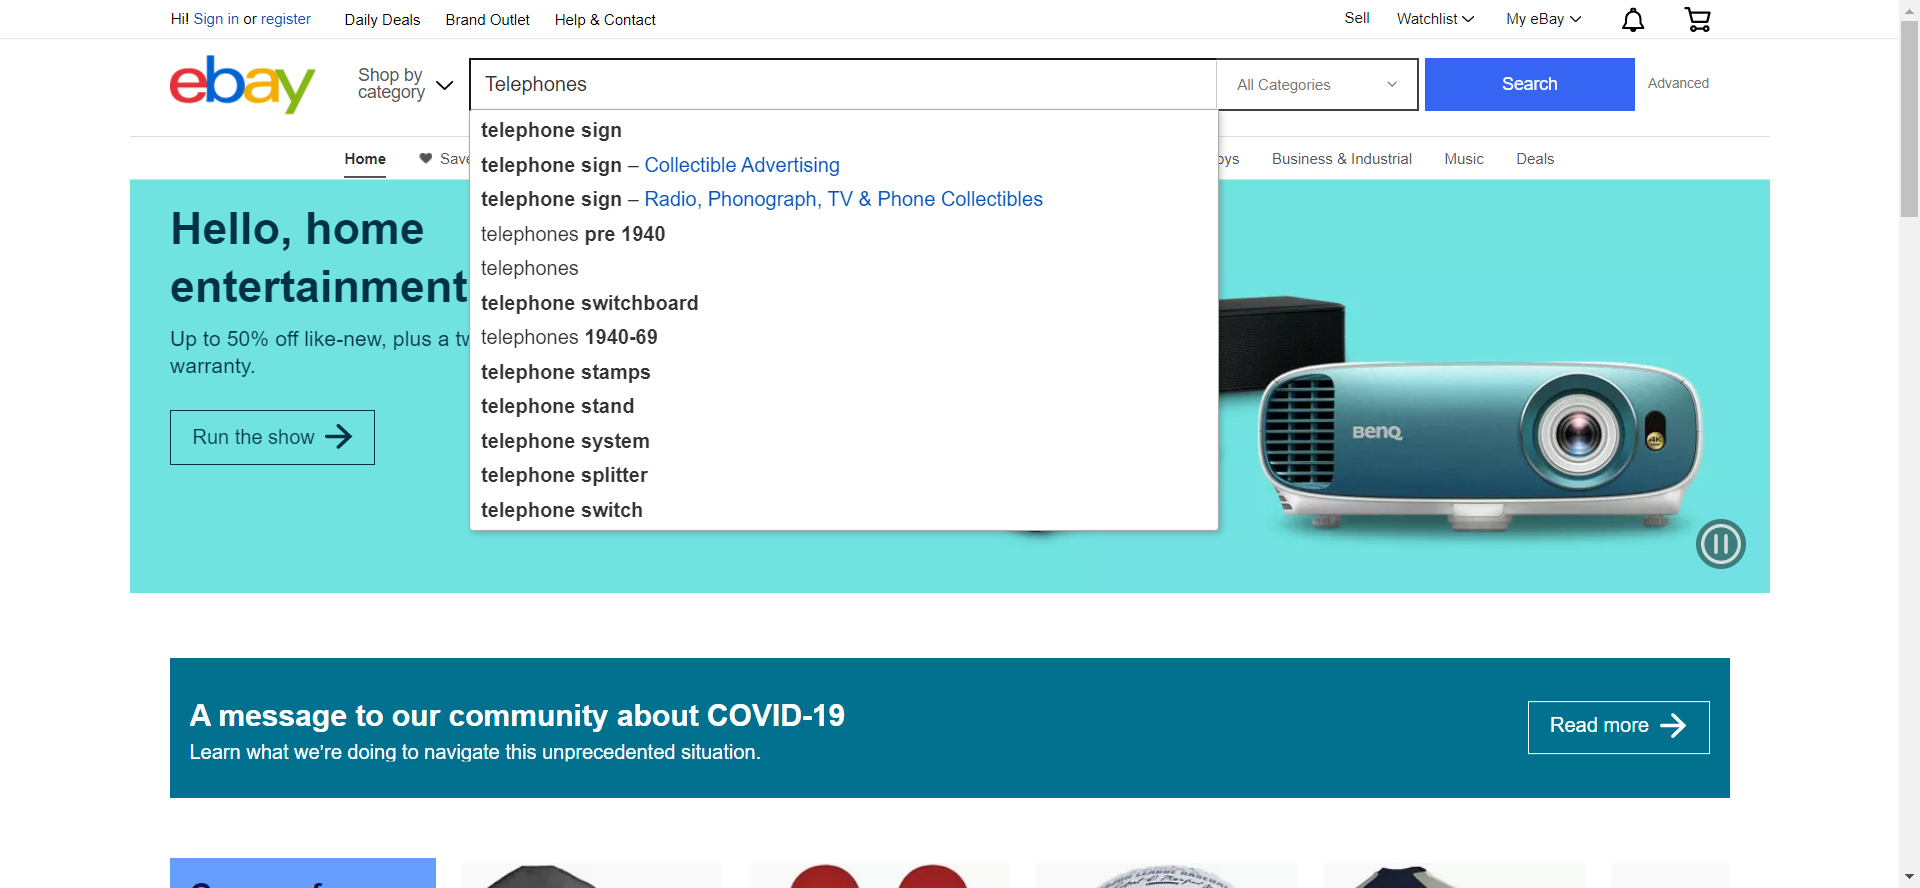 Hi! Sign in or register
Daily Deals
Brand Outlet
Help & Contact
Sell
Watchlist
My eBay
ebay
Shop by
category
Telephones
All Categories
Search
Advanced
telephone sign
telephone sign – Collectible Advertising
telephone sign – Radio, Phonograph, TV & Phone Collectibles
telephones pre 1940
telephones
telephone switchboard
telephones 1940-69
telephone stamps
telephone stand
telephone system
telephone splitter
telephone switch
Home
Business & Industrial
Music
Deals
Hello, home
entertainment
Up to 50% off like-new, plus a
warranty.
Run the show
BenQ
4K
A message to our community about COVID-19
Learn what we're doing to navigate this unprecedented situation.
Read more